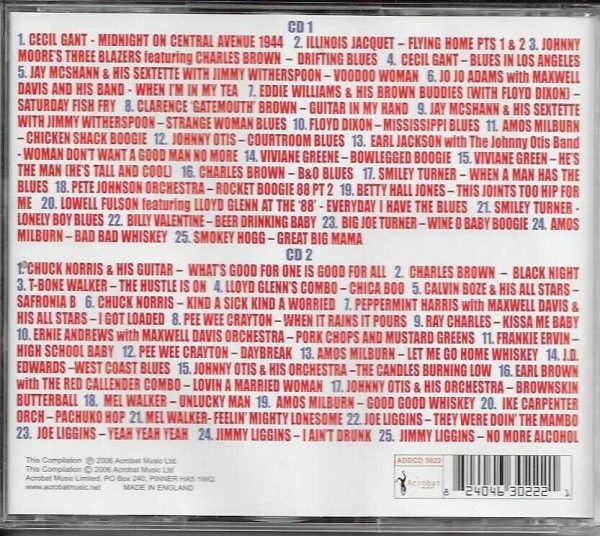 CD 1
1. CECIL GANT - MIDNIGHT ON CENTRAL AVENUE 1944 2. ILLINOIS JACQUET – FLYING HOME PTS 1 & 2 3. JOHNNY
MOORE'S THREE BLAZERS featuring CHARLES BROWN – DRIFTING BLUES 4. CECIL GANT – BLUES IN LOS ANGELES
5. JAY MCSHANN & HIS SEXTETTE WITH JIMMY WITHERSPOON – VOODOO WOMAN 6. JO JO ADAMS with MAXWELL
DAVIS AND HIS BAND - WHEN I'M IN MY TEA 7. EDDIE WILLIAMS & HIS BROWN BUDDIES (WITH FLOYD DIXON) –
SATURDAY FISH FRY 8. CLARENCE 'GATEMOUTH' BROWN – GUITAR IN MY HAND 9. JAY MCSHANN & HIS SEXTETTE
WITH JIMMY WITHERSPOON – STRANGE WOMAN BLUES 10. FLOYD DIXON – MISSISSIPPI BLUES 11. AMOS MILBURN
– CHICKEN SHACK BOOGIE 12. JOHNNY OTIS – COURTROOM BLUES 13. EARL JACKSON with The Johnny Otis Band
- WOMAN DON'T WANT A GOOD MAN NO MORE 14. VIVIANE GREENE – BOWLEGGED BOOGIE 15. VIVIANE GREEN – HE'S
THE MAN (HE'S TALL AND COOL) 16. CHARLES BROWN – B&O BLUES 17. SMILEY TURNER – WHEN A MAN HAS THE
BLUES 18. PETE JOHNSON ORCHESTRA – ROCKET BOOGIE 88 PT 2 19. BETTY HALL JONES – THIS JOINTS TOO HIP FOR
ME 20. LOWELL FULSON featuring LLOYD GLENN AT THE '88' - EVERYDAY I HAVE THE BLUES 21. SMILEY TURNER -
LONELY BOY BLUES 22. BILLY VALENTINE – BEER DRINKING BABY 23. BIG JOE TURNER – WINE O BABY BOOGIE 24. AMOS
MILBURN – BAD BAD WHISKEY 25. SMOKEY HOGG – GREAT BIG MAMA
CD 2
1. CHUCK NORRIS & HIS GUITAR – WHAT'S GOOD FOR ONE IS GOOD FOR ALL 2. CHARLES BROWN – BLACK NIGHT
3. T-BONE WALKER – THE HUSTLE IS ON 4. LLOYD GLENN'S COMBO – CHICA BOO 5. CALVIN BOZE & HIS ALL STARS –
SAFRONIA B 6. CHUCK NORRIS – KIND A SICK KIND A WORRIED 7. PEPPERMINT HARRIS with MAXWELL DAVIS &
HIS ALL STARS – I GOT LOADED 8. PEE WEE CRAYTON – WHEN IT RAINS IT POURS 9. RAY CHARLES – KISSA ME BABY
10. ERNIE ANDREWS with MAXWELL DAVIS ORCHESTRA – PORK CHOPS AND MUSTARD GREENS 11. FRANKIE ERVIN –
HIGH SCHOOL BABY 12. PEE WEE CRAYTON – DAYBREAK 13. AMOS MILBURN – LET ME GO HOME WHISKEY 14. J.D.
EDWARDS –WEST COAST BLUES 15. JOHNNY OTIS & HIS ORCHESTRA – THE CANDLES BURNING LOW 16. EARL BROWN
with THE RED CALLENDER COMBO – LOVIN A MARRIED WOMAN 17. JOHNNY OTIS & HIS ORCHESTRA – BROWNSKIN
BUTTERBALL 18. MEL WALKER – UNLUCKY MAN 19. AMOS MILBURN – GOOD GOOD WHISKEY 20. IKE CARPENTER
ORCH – PACHUKO HOP 21. MEL WALKER- FEELIN' MIGHTY LONESOME 22. JOE LIGGINS – THEY WERE DOIN' THE MAMBO
23. JOE LIGGINS – YEAH YEAH YEAH 24. JIMMY LIGGINS – I AIN'T DRUNK 25. JIMMY LIGGINS – NO MORE ALCOHOL
This Compilation ℗ 2006 Acrobat Music Ltd.
This Compilation © 2006 Acrobat Music Ltd
Acrobat Music Limited, PO Box 240, PINNER HA5 1WQ
www.acrobatmusic.net MADE IN ENGLAND
ADDCD 3022
Acrobat
8 24046 30222 1